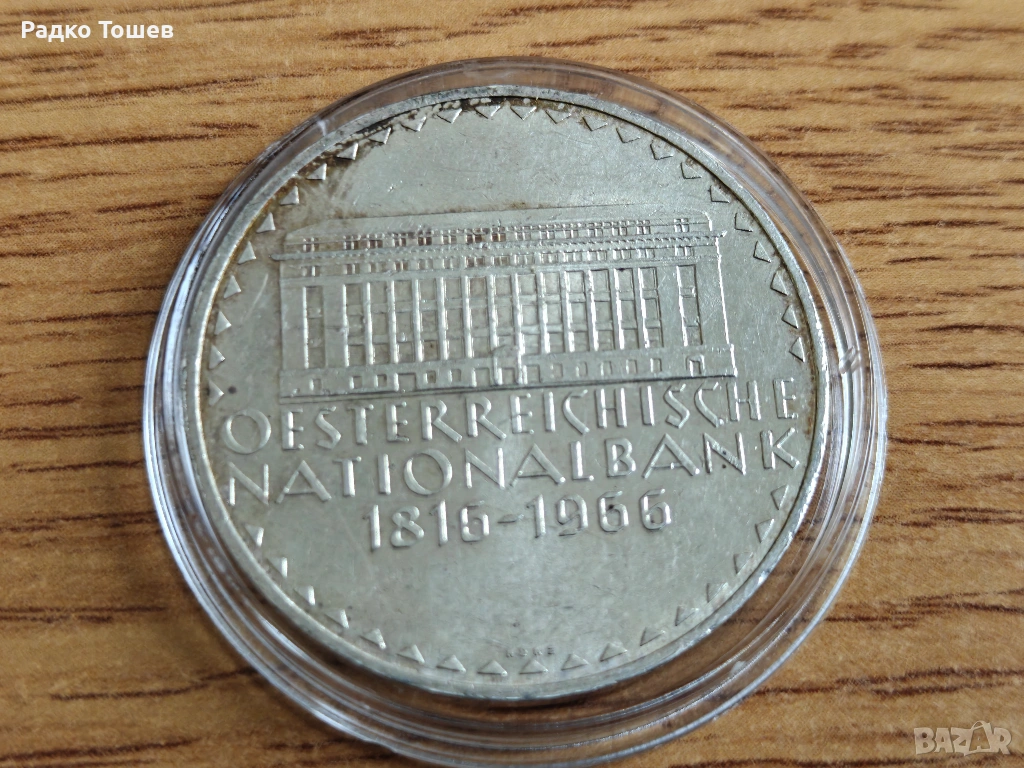 Радко Тошев
OESTERREICHISCHE
NATIONALBANK
1816-1966
BAZAR